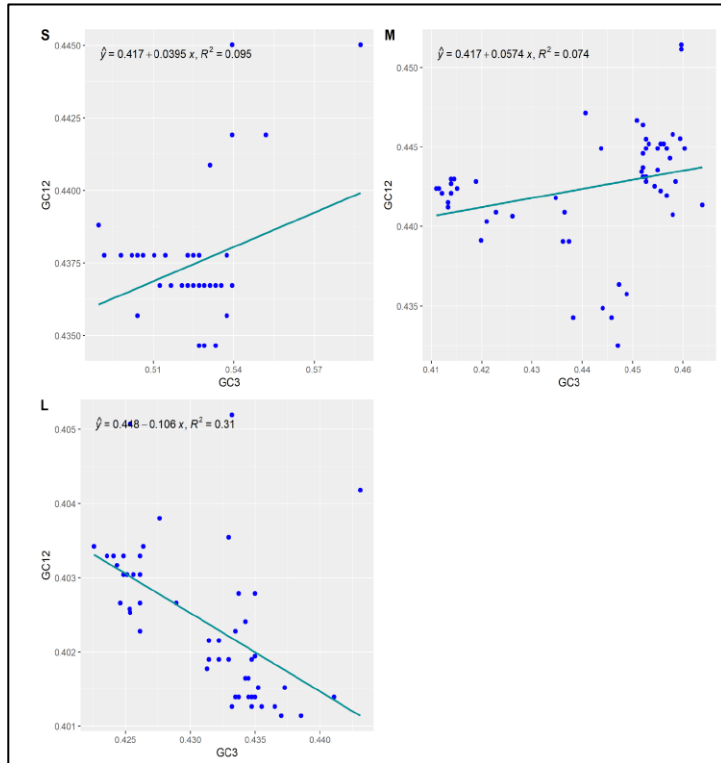 S
ŷ = 0.417 + 0.0395 x, R² = 0.095
0.4450
0.4425
0.4400
0.4375
0.4350
GC12
0.51 0.54 0.57
GC3
M
ŷ = 0.417 + 0.0574 x, R² = 0.074
0.450
0.445
0.440
0.435
GC12
0.41 0.42 0.43 0.44 0.45 0.46
GC3
L
ŷ = 0.448 − 0.106 x, R² = 0.31
0.405
0.404
0.403
0.402
0.401
GC12
0.425 0.430 0.435 0.440
GC3